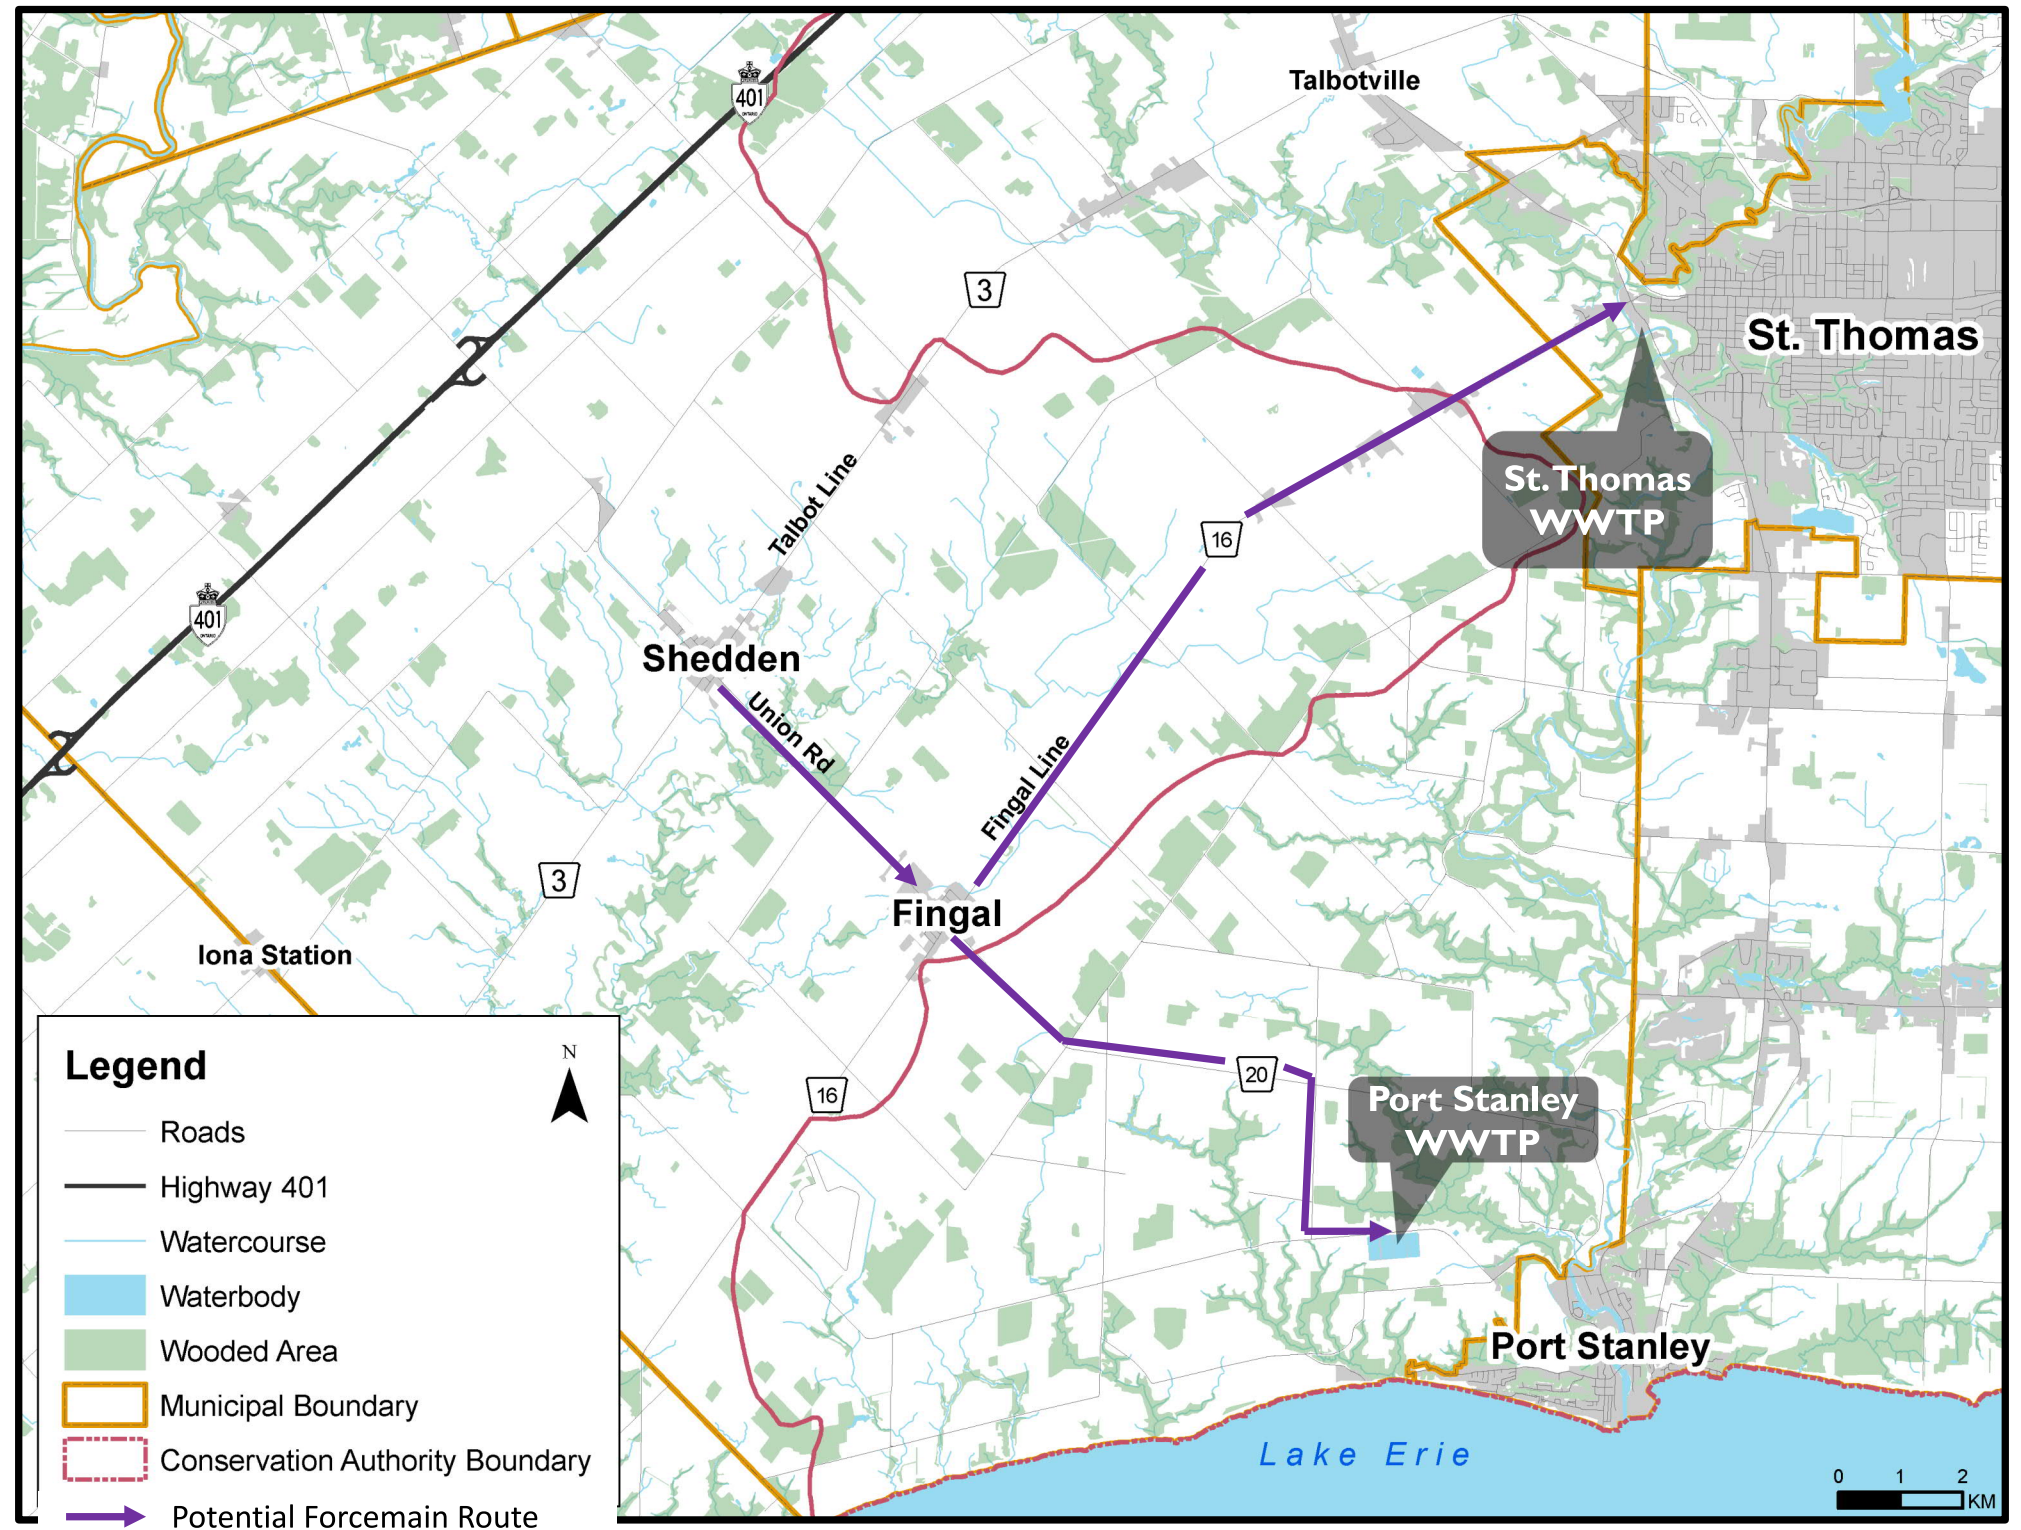 401
ONTARIO
Talbotville
3
St. Thomas
Talbot Line
St. Thomas
WWTP
16
401
ONTARIO
Shedden
Union Rd
Fingal Line
3
Fingal
Iona Station
20
16
Port Stanley
WWTP
Port Stanley
Lake Erie
Legend
N
Roads
Highway 401
Watercourse
Waterbody
Wooded Area
Municipal Boundary
Conservation Authority Boundary
Potential Forcemain Route
0 1 2
KM